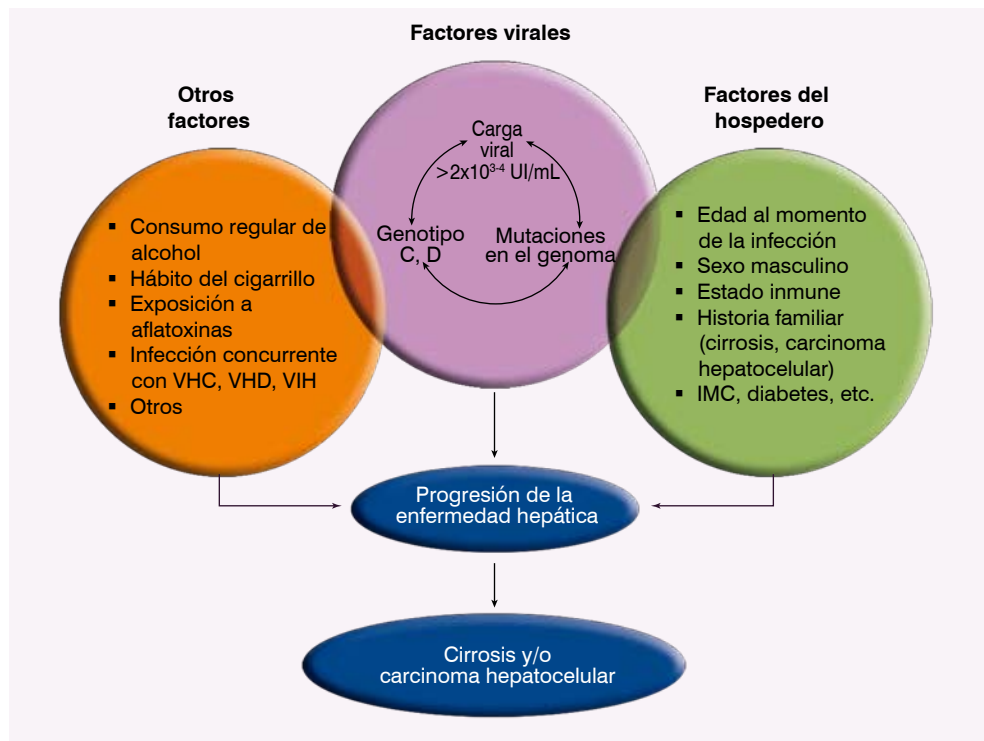 Factores virales
Otros
factores
Factores del
hospedero
Carga
viral
>2x10³⁻⁴ UI/mL
Genotipo
C, D
Mutaciones
en el genoma
▪ Consumo regular de
alcohol
▪ Hábito del cigarrillo
▪ Exposición a
aflatoxinas
▪ Infección concurrente
con VHC, VHD, VIH
▪ Otros
▪ Edad al momento
de la infección
▪ Sexo masculino
▪ Estado inmune
▪ Historia familiar
(cirrosis, carcinoma
hepatocelular)
▪ IMC, diabetes, etc.
Progresión de la
enfermedad hepática
Cirrosis y/o
carcinoma hepatocelular